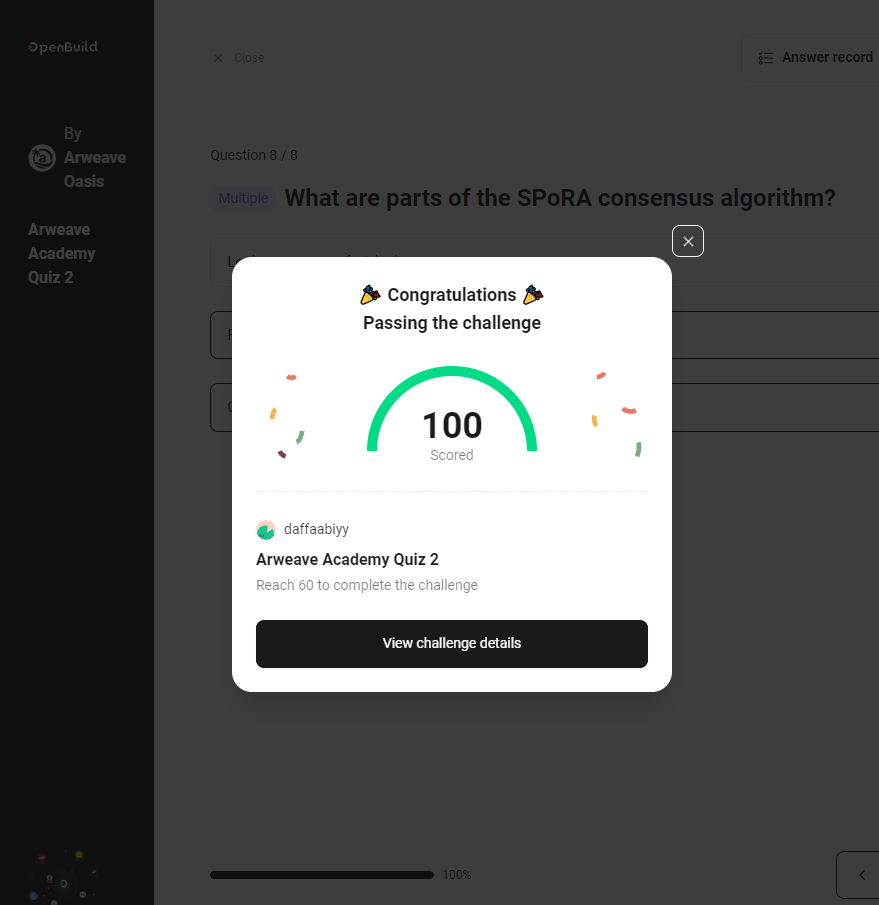 OpenBuild
By
Arweave
Oasis
Arweave
Academy
Quiz 2
Close
Answer record
Question 8 / 8
Multiple What are parts of the SPoRA consensus algorithm?
Congratulations
Passing the challenge
100
Scored
daffaabiyy
Arweave Academy Quiz 2
Reach 60 to complete the challenge
View challenge details
100%